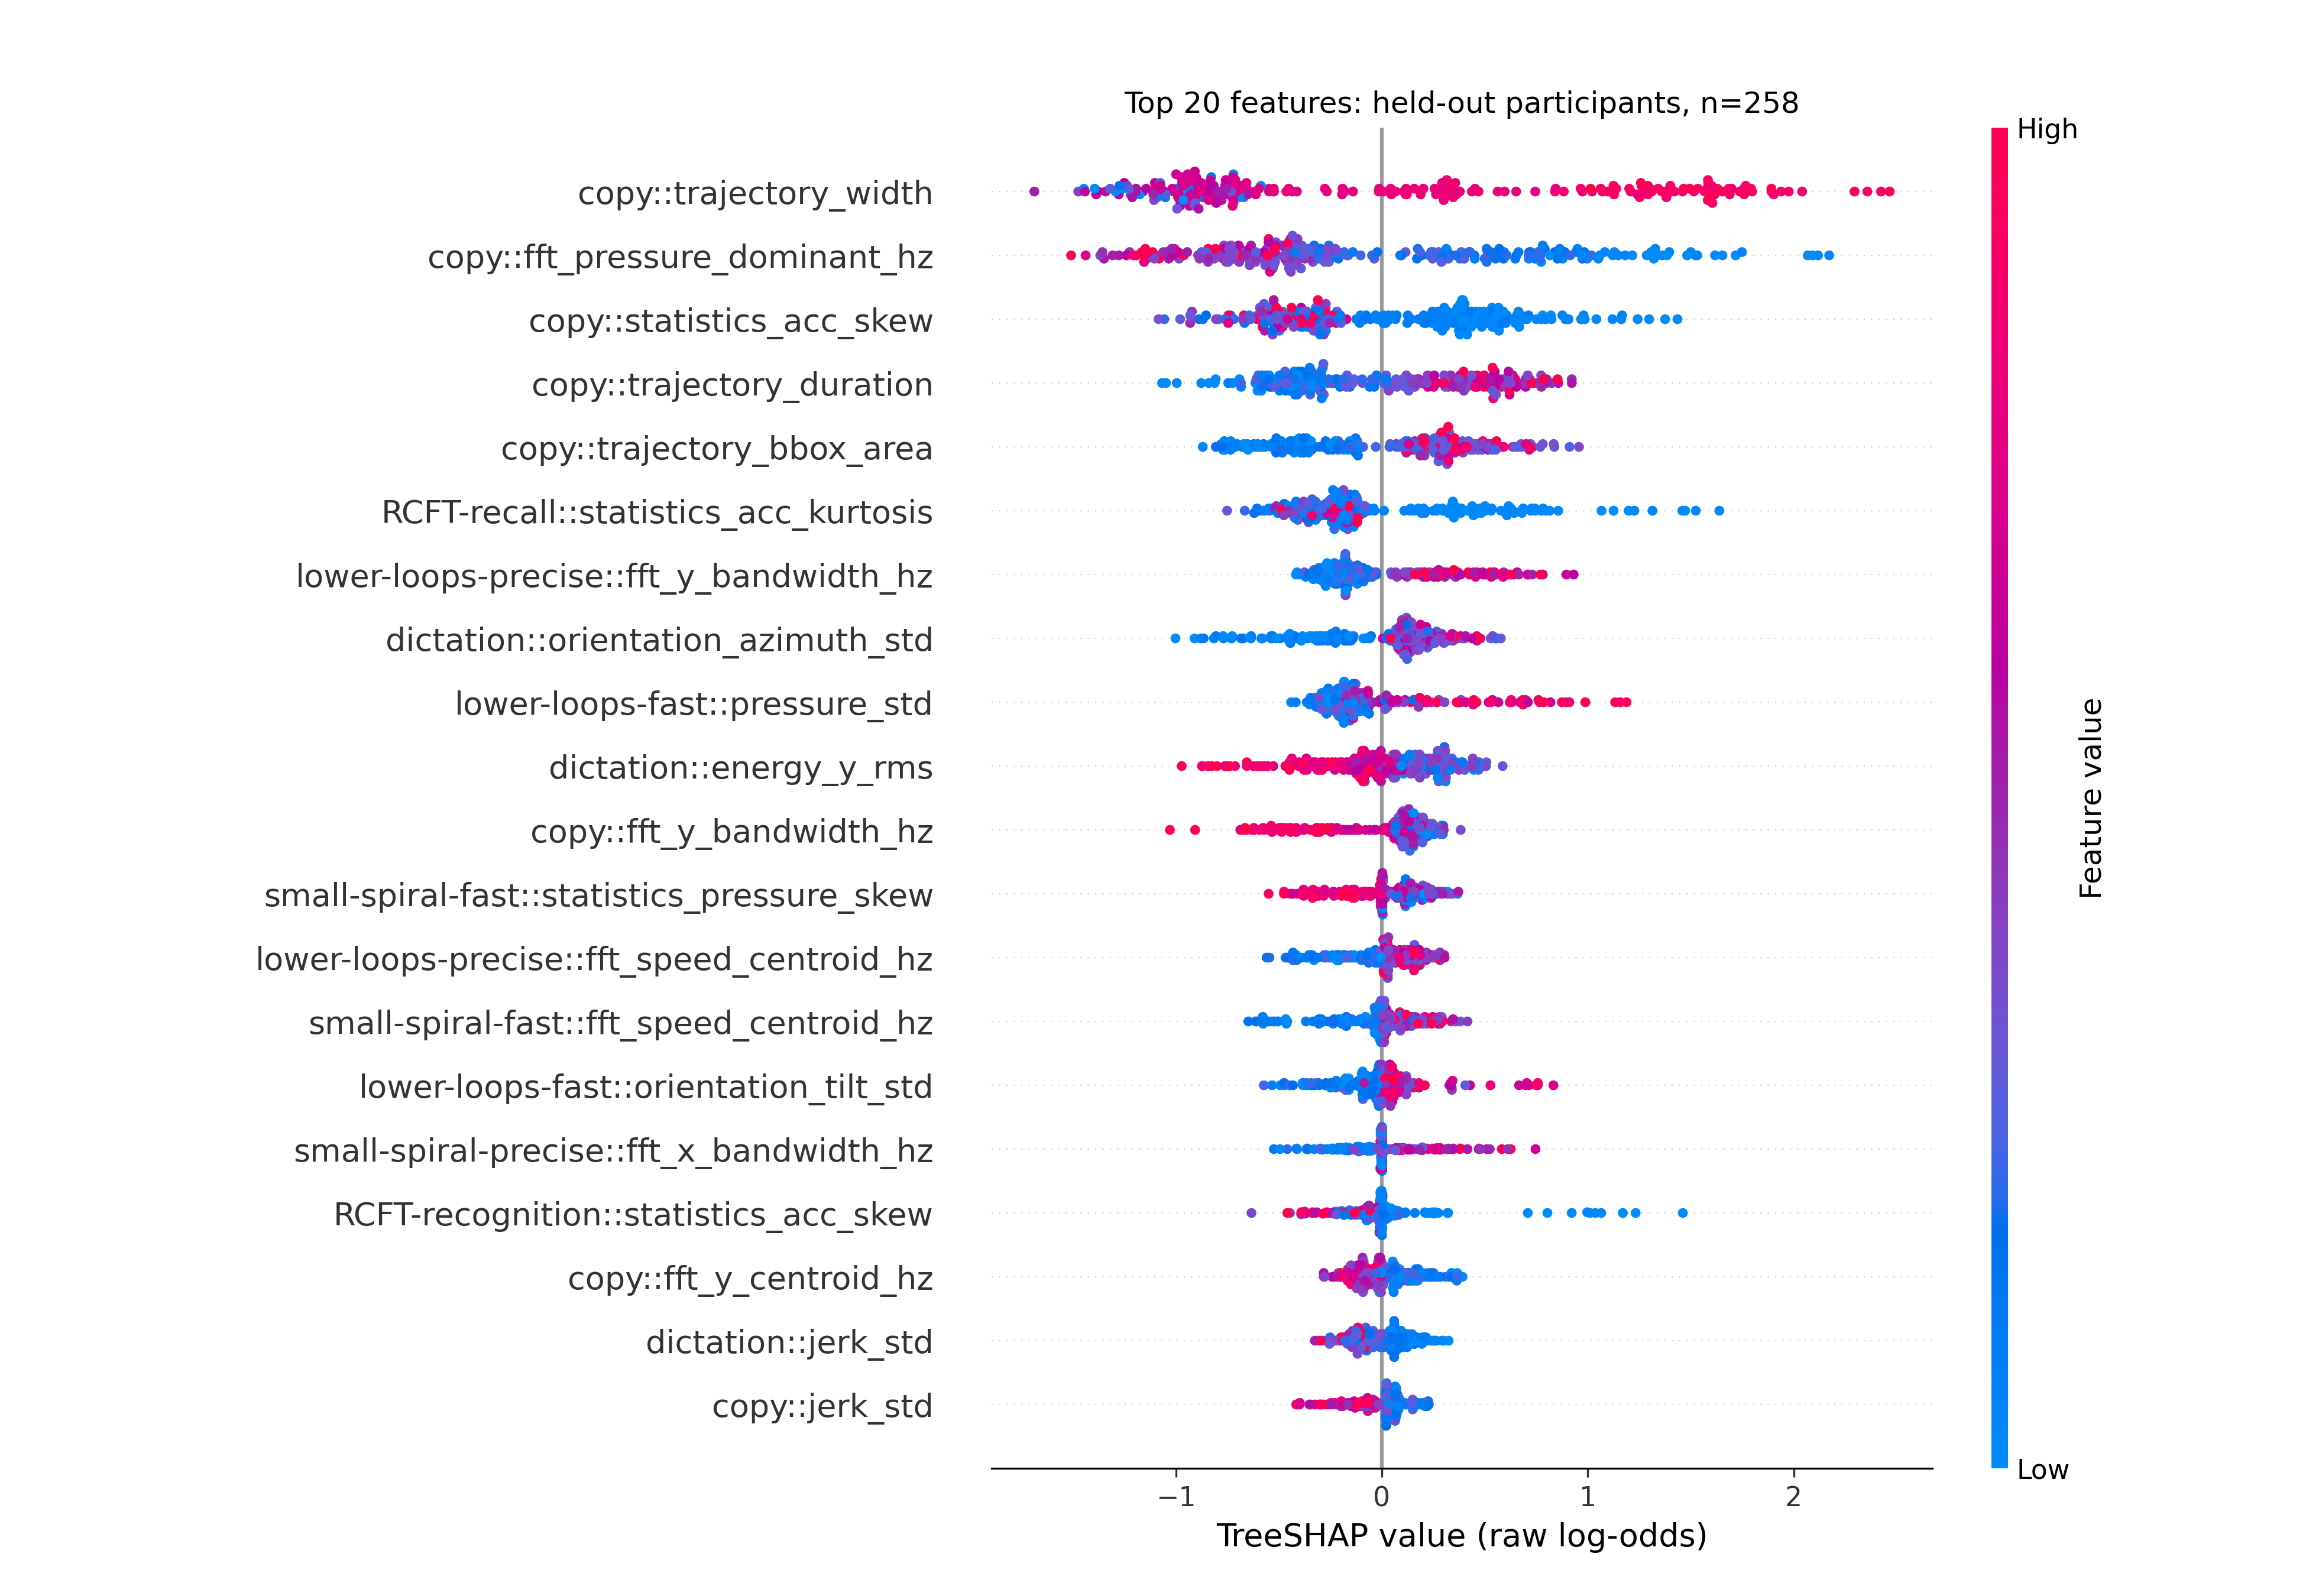 Top 20 features: held-out participants, n=258
High
copy::trajectory_width
copy::fft_pressure_dominant_hz
copy::statistics_acc_skew
copy::trajectory_duration
copy::trajectory_bbox_area
RCFT-recall::statistics_acc_kurtosis
lower-loops-precise::fft_y_bandwidth_hz
dictation::orientation_azimuth_std
lower-loops-fast::pressure_std
dictation::energy_y_rms
copy::fft_y_bandwidth_hz
small-spiral-fast::statistics_pressure_skew
lower-loops-precise::fft_speed_centroid_hz
small-spiral-fast::fft_speed_centroid_hz
lower-loops-fast::orientation_tilt_std
small-spiral-precise::fft_x_bandwidth_hz
RCFT-recognition::statistics_acc_skew
copy::fft_y_centroid_hz
dictation::jerk_std
copy::jerk_std
Feature value
Low
−1 0 1 2
TreeSHAP value (raw log-odds)